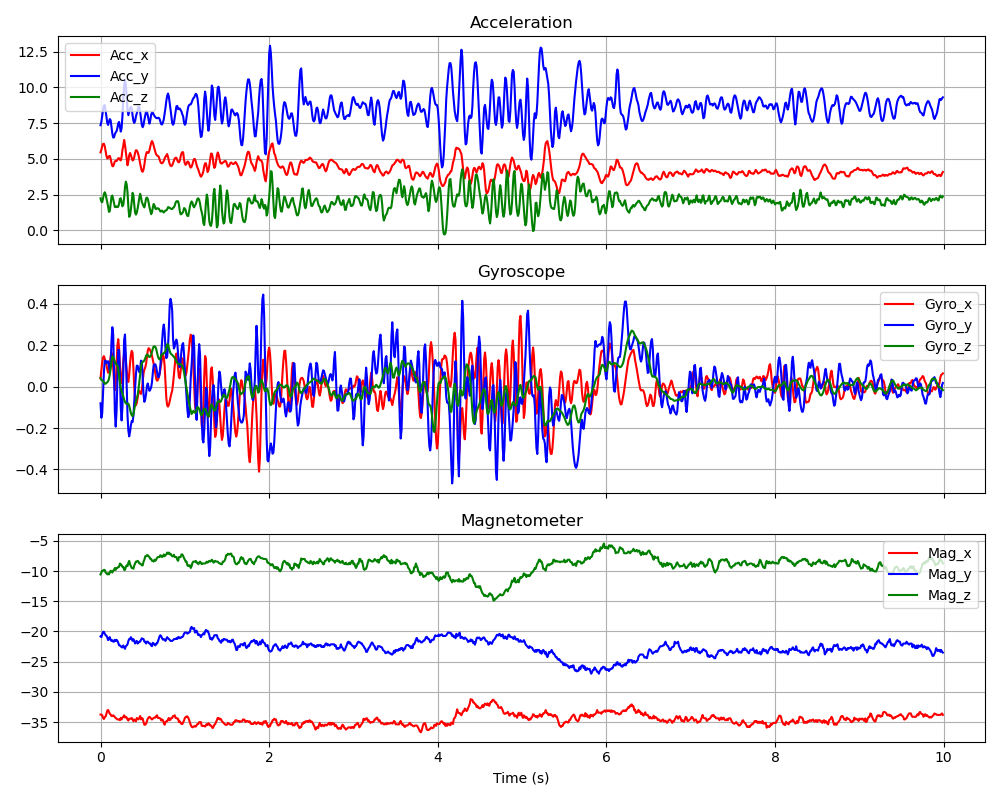 Acceleration
12.5
10.0
7.5
5.0
2.5
0.0
Acc_x
Acc_y
Acc_z
Gyroscope
0.4
0.2
0.0
−0.2
−0.4
Gyro_x
Gyro_y
Gyro_z
Magnetometer
−5
−10
−15
−20
−25
−30
−35
Mag_x
Mag_y
Mag_z
0 2 4 6 8 10
Time (s)